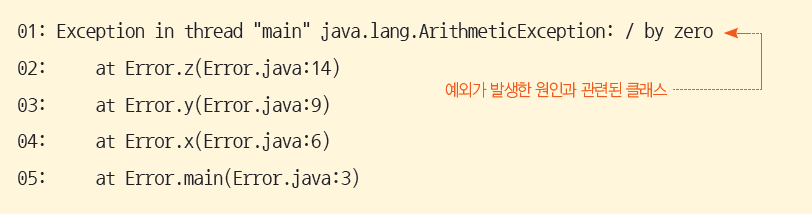 01: Exception in thread "main" java.lang.ArithmeticException: / by zero
02:     at Error.z(Error.java:14)
예외가 발생한 원인과 관련된 클래스
03:     at Error.y(Error.java:9)
04:     at Error.x(Error.java:6)
05:     at Error.main(Error.java:3)